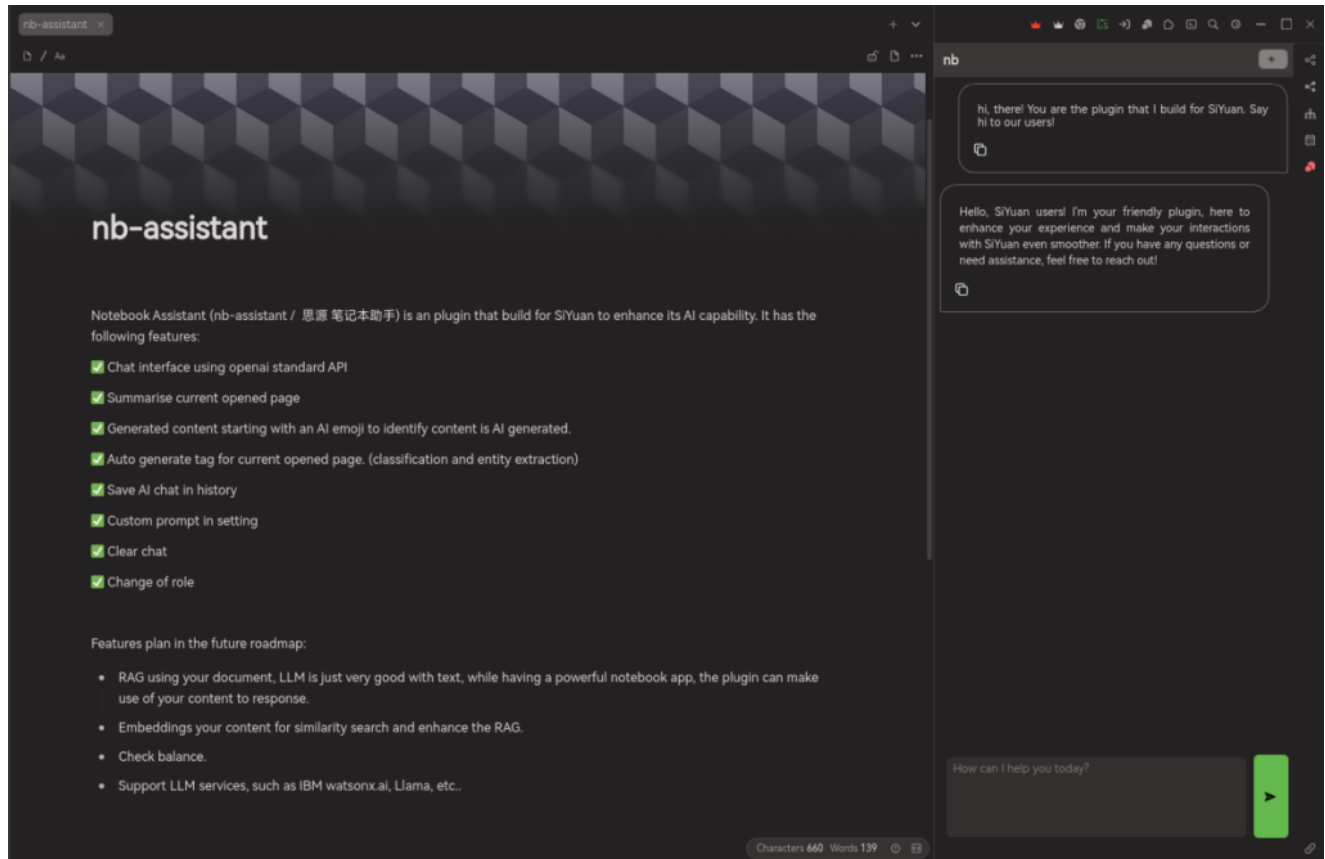 nb-assistant ×
Aa
nb-assistant
Notebook Assistant (nb-assistant / 思源 笔记本助手) is an plugin that build for SiYuan to enhance its AI capability. It has the
following features:
✅ Chat interface using openai standard API
✅ Summarise current opened page
✅ Generated content starting with an AI emoji to identify content is AI generated.
✅ Auto generate tag for current opened page. (classification and entity extraction)
✅ Save AI chat in history
✅ Custom prompt in setting
✅ Clear chat
✅ Change of role
Features plan in the future roadmap:
• RAG using your document, LLM is just very good with text, while having a powerful notebook app, the plugin can make
use of your content to response.
• Embeddings your content for similarity search and enhance the RAG.
• Check balance.
• Support LLM services, such as IBM watsonx.ai, Llama, etc..
Characters 660 Words 139
nb
hi, there! You are the plugin that I build for SiYuan. Say
hi to our users!
Hello, SiYuan users! I'm your friendly plugin, here to
enhance your experience and make your interactions
with SiYuan even smoother. If you have any questions or
need assistance, feel free to reach out!
How can I help you today?